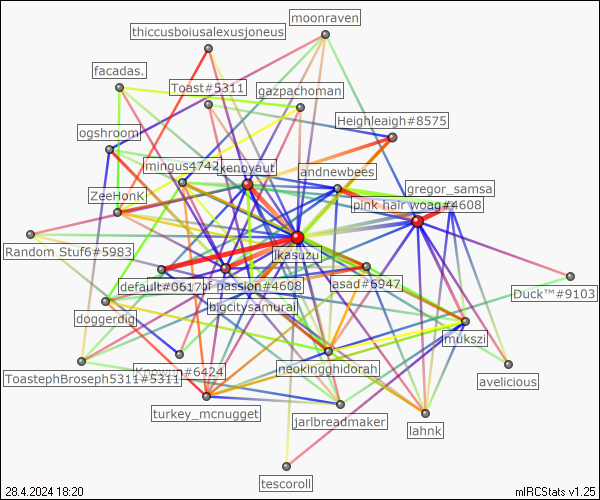 moonraven
thiccusboiusalexusjoneus
facadas.
Toast#5311
gazpachoman
Heighleigh#8575
ogshroom
mingus4742
xenoyaut
andnewbees
gregor_samsa
ZeeHonk
pink hair woag#4608
Random Stuf6#5983
Ikasuzu
default#0617
of passion#4608
asad#6947
Duck™#9103
bigcitysamurai
doggerdig
mukszi
Known#6424
neokingghidorah
ToastephBroseph5311#5311
avelicious
turkey_mcnugget
jarlbreadmaker
lahnk
tescoroll
28.4.2024 18:20
mIRCStats v1.25